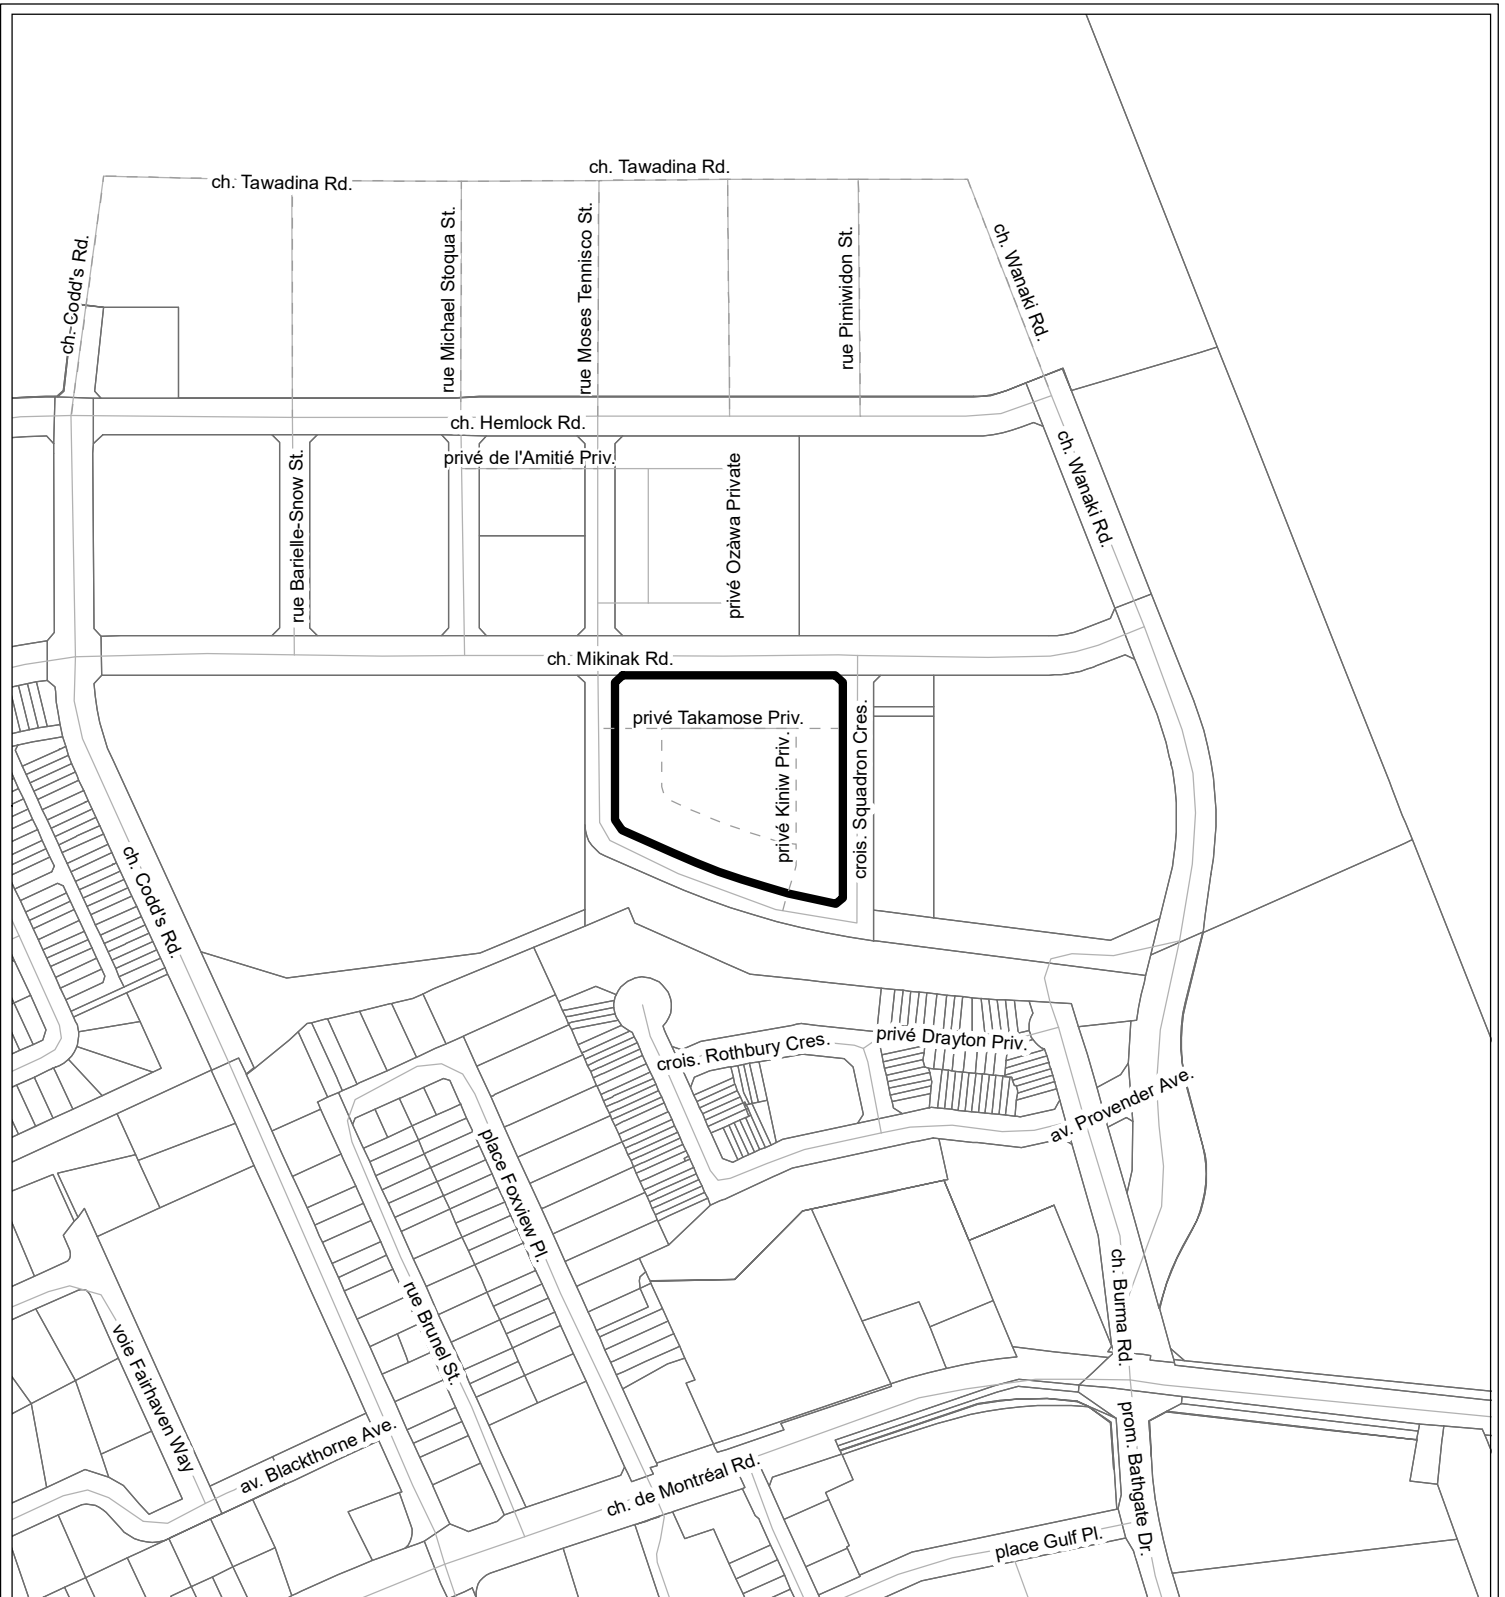 ch. Tawadina Rd.
ch. Tawadina Rd.
ch. Codd's Rd.
rue Michael Stoqua St.
rue Moses Tennisco St.
rue Pimiwidon St.
ch. Wanaki Rd.
ch. Hemlock Rd.
privé de l'Amitié Priv.
rue Barielle-Snow St.
privé Ozàwa Private
ch. Wanaki Rd.
ch. Mikinak Rd.
privé Takamose Priv.
privé Kiniw Priv.
crois. Squadron Cres.
ch. Codd's Rd.
crois. Rothbury Cres.
privé Drayton Priv.
av. Provender Ave.
place Foxview Pl.
rue Brunel St.
voie Fairhaven Way
ch. Burma Rd.
av. Blackthorne Ave.
ch. de Montréal Rd.
prom. Bathgate Dr.
place Gulf Pl.